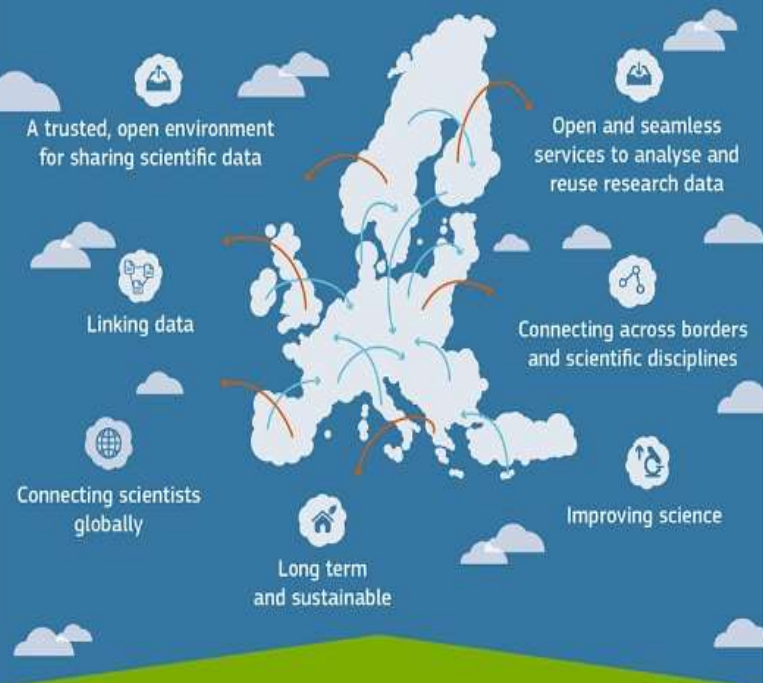 A trusted, open environment
for sharing scientific data
Open and seamless
services to analyse and
reuse research data
Linking data
Connecting across borders
and scientific disciplines
Connecting scientists
globally
Improving science
Long term
and sustainable